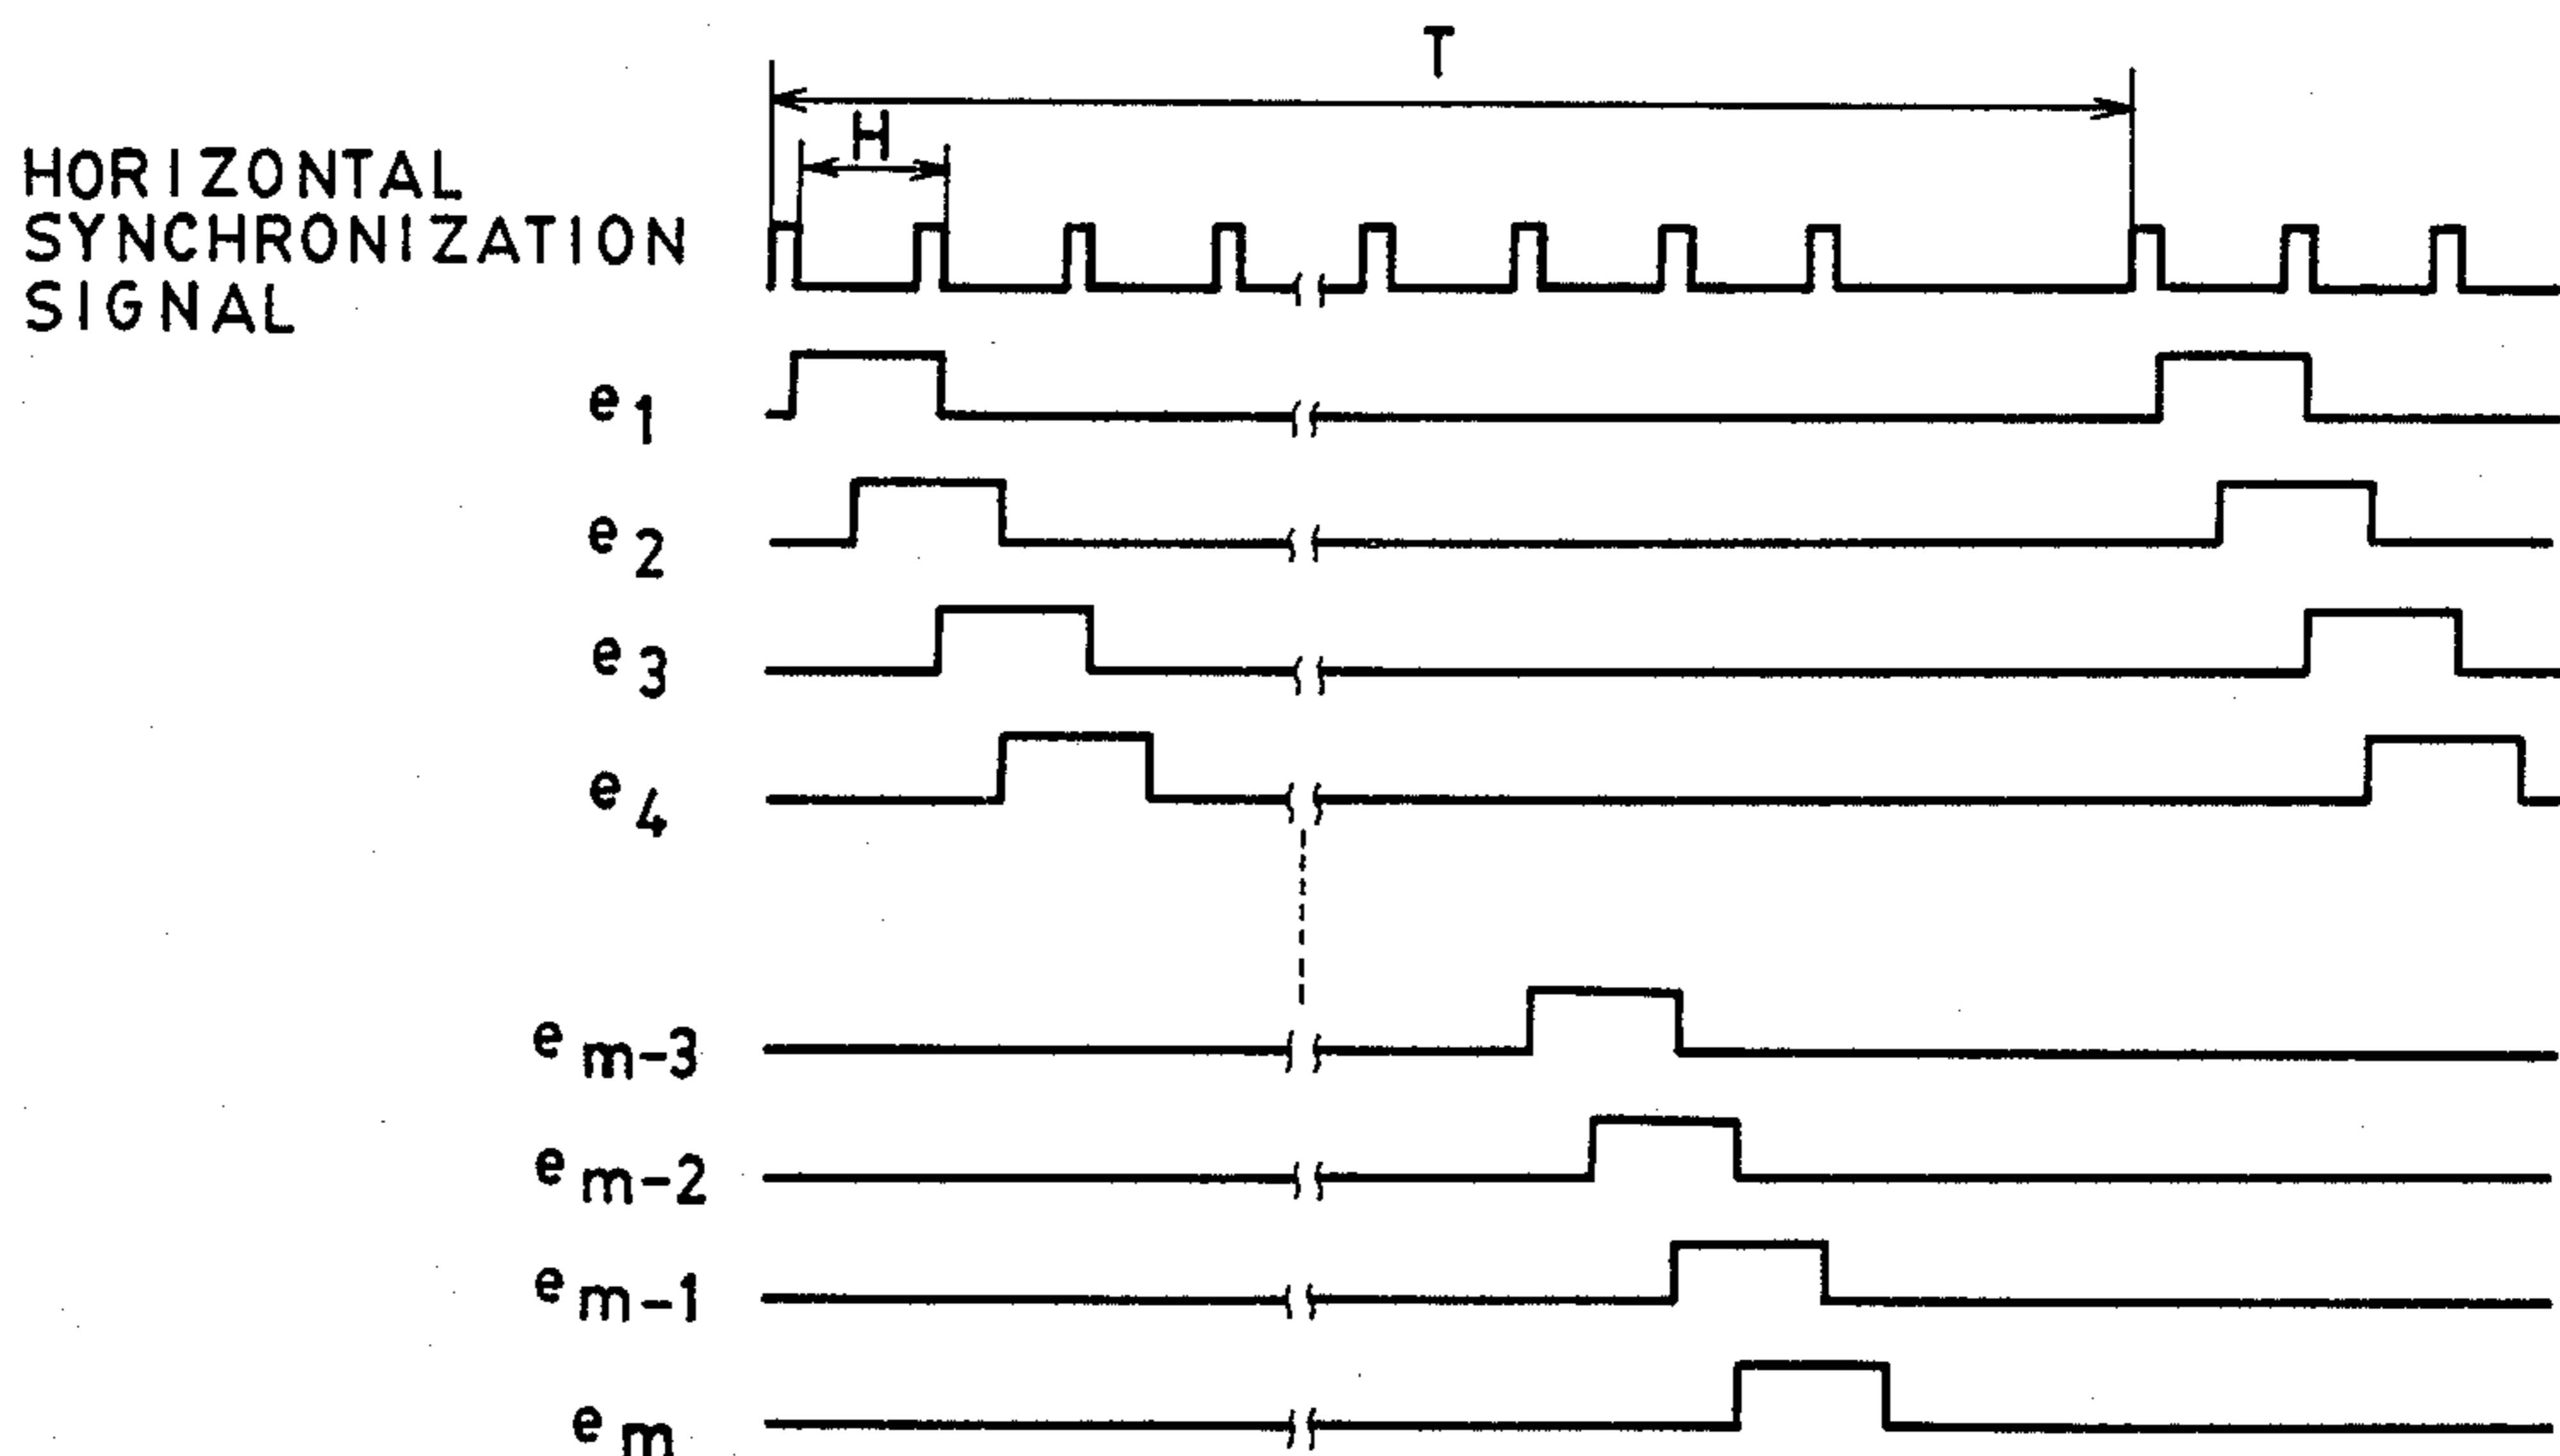 T
H
HORIZONTAL
SYNCHRONIZATION
SIGNAL
e1
e2
e3
e4
em-3
em-2
em-1
em